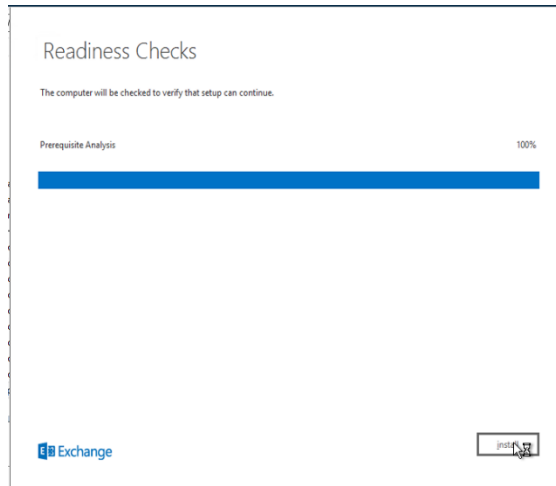 Readiness Checks
The computer will be checked to verify that setup can continue.
Prerequisite Analysis 100%
Exchange